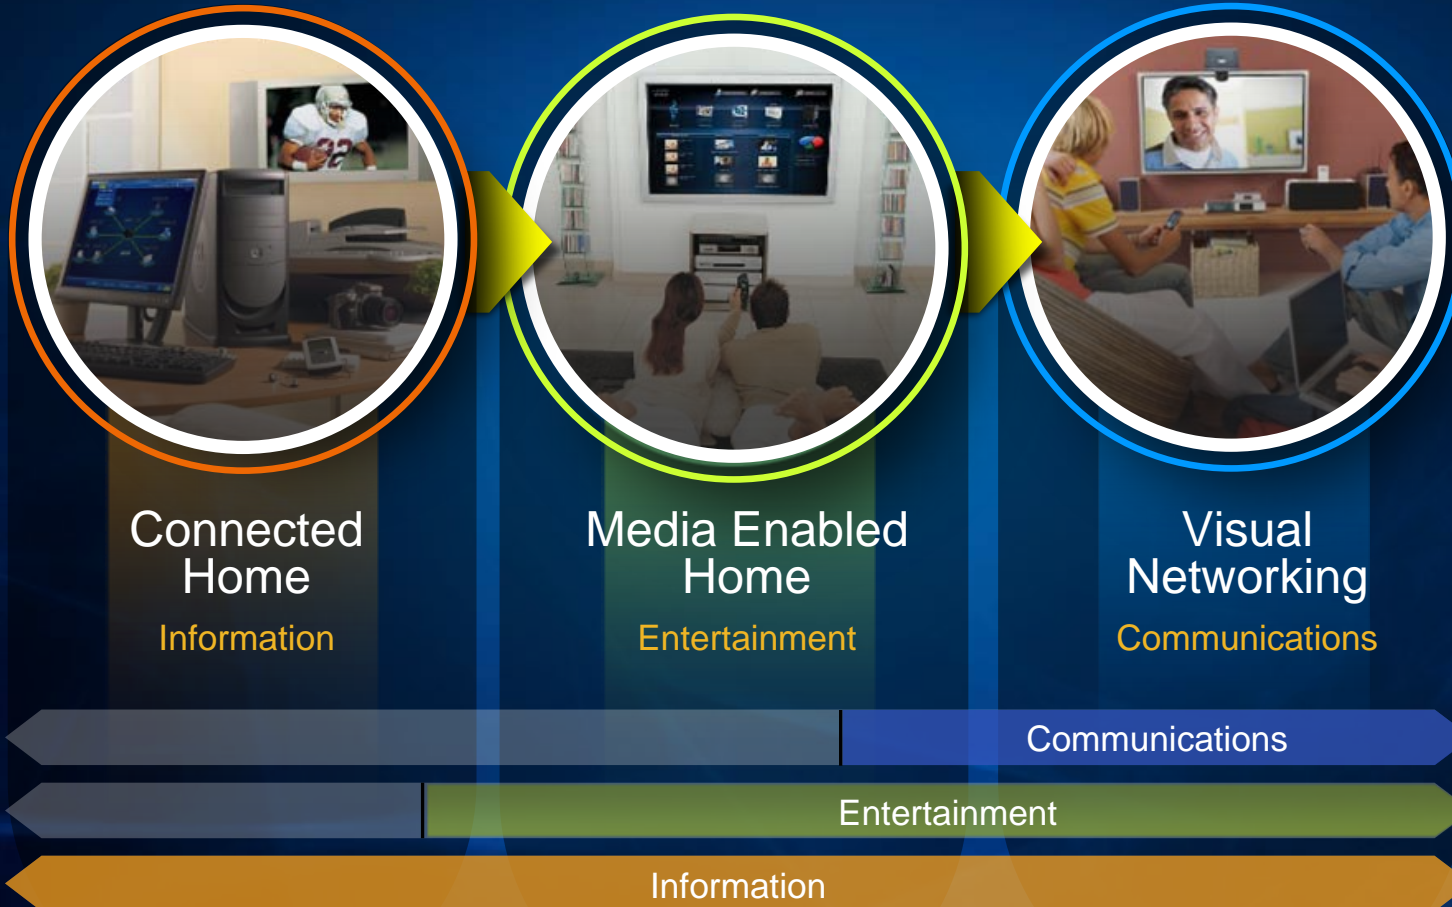 Connected
Home
Information
Media Enabled
Home
Entertainment
Visual
Networking
Communications
Communications
Entertainment
Information